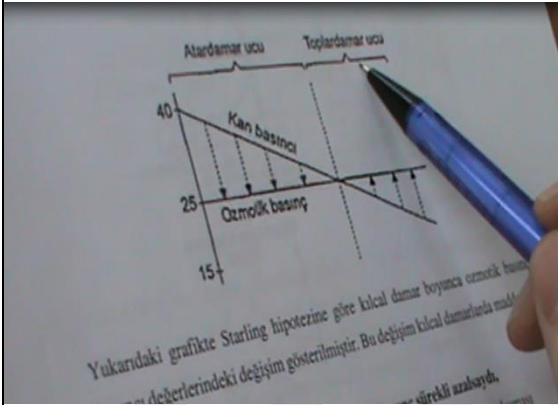 Atardamar ucu Toplardamar ucu
40
Kan basıncı
25
Ozmotik basınç
15
Yukarıdaki grafikte Starling hipotezine göre kılcal damar boyunca ozmotik
değerlerindeki değişim gösterilmiştir. Bu değişim kılcal damarlarda
sürekli azalsaydı,